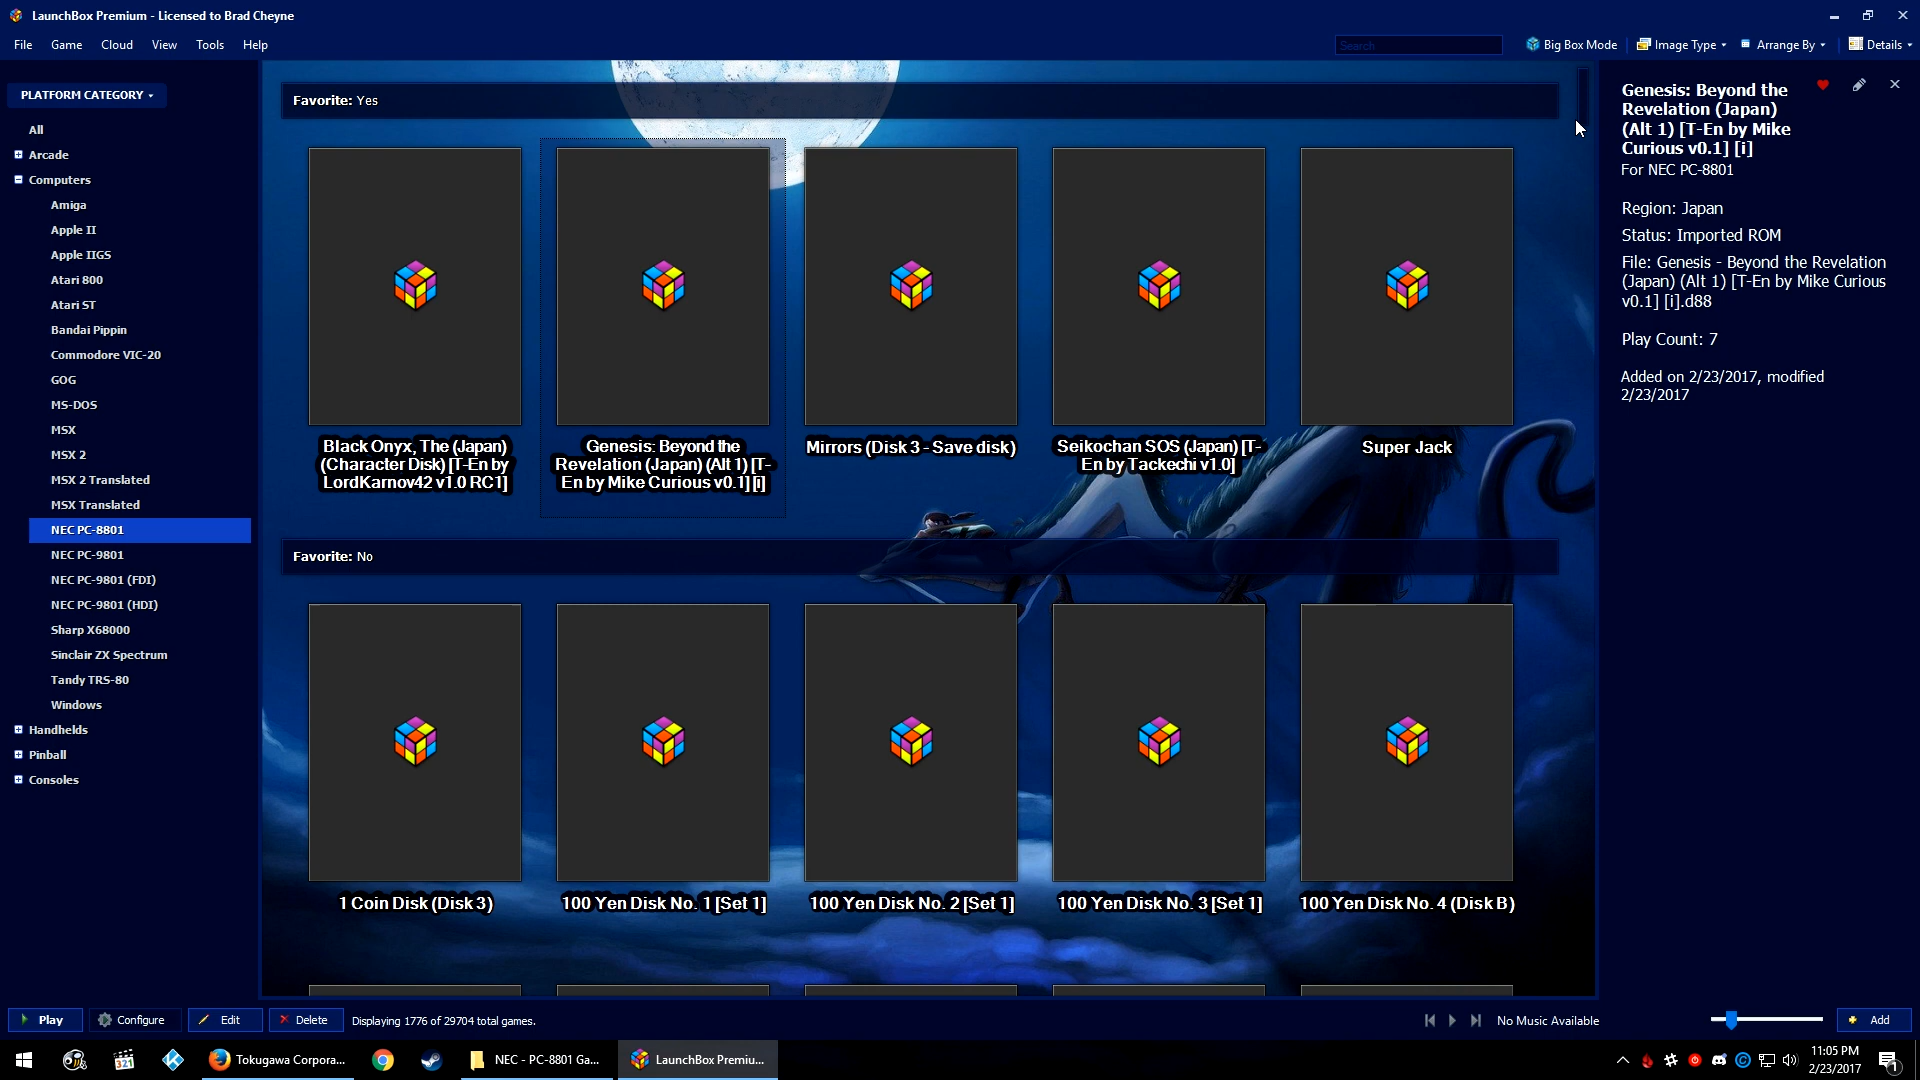 LaunchBox Premium - Licensed to Brad Cheyne
File Game Cloud View Tools Help
Search
Big Box Mode
Image Type
Arrange By
Details
PLATFORM CATEGORY
All
Arcade
Computers
Amiga
Apple II
Apple IIGS
Atari 800
Atari ST
Bandai Pippin
Commodore VIC-20
GOG
MS-DOS
MSX
MSX 2
MSX 2 Translated
MSX Translated
NEC PC-8801
NEC PC-9801
NEC PC-9801 (FDI)
NEC PC-9801 (HDI)
Sharp X68000
Sinclair ZX Spectrum
Tandy TRS-80
Windows
Handhelds
Pinball
Consoles
Favorite: Yes
Black Onyx, The (Japan)
(Character Disk) [T-En by
LordKarnov42 v1.0 RC1]
Genesis: Beyond the
Revelation (Japan) (Alt 1) [T-
En by Mike Curious v0.1] [i]
Mirrors (Disk 3 - Save disk)
Seikochan SOS (Japan) [T-
En by Tackechi v1.0]
Super Jack
Favorite: No
1 Coin Disk (Disk 3)
100 Yen Disk No. 1 [Set 1]
100 Yen Disk No. 2 [Set 1]
100 Yen Disk No. 3 [Set 1]
100 Yen Disk No. 4 (Disk B)
Genesis: Beyond the
Revelation (Japan)
(Alt 1) [T-En by Mike
Curious v0.1] [i]
For NEC PC-8801
Region: Japan
Status: Imported ROM
File: Genesis - Beyond the Revelation
(Japan) (Alt 1) [T-En by Mike Curious
v0.1] [i].d88
Play Count: 7
Added on 2/23/2017, modified
2/23/2017
Play
Configure
Edit
Delete
Displaying 1776 of 29704 total games.
No Music Available
Add
321
Tokugawa Corpora...
NEC - PC-8801 Ga...
LaunchBox Premiu...
11:05 PM
2/23/2017
1